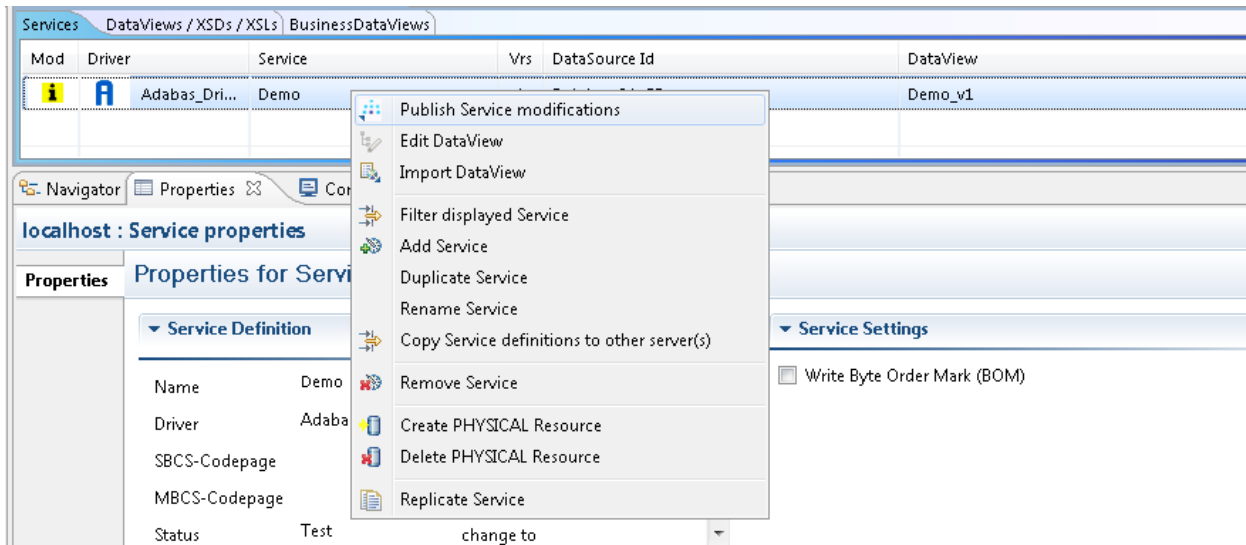 Services DataViews / XSDs / XSLs BusinessDataViews
Mod Driver Service Vrs DataSource Id DataView
i A Adabas_Dri... Demo Demo_v1
Publish Service modifications
Edit DataView
Import DataView
Navigator Properties Cor
Filter displayed Service
localhost : Service properties
Add Service
Properties Properties for Servi
Duplicate Service
Rename Service
Service Definition Service Settings
Copy Service definitions to other server(s)
Name Demo Remove Service Write Byte Order Mark (BOM)
Driver Adaba Create PHYSICAL Resource
SBCS-Codepage Delete PHYSICAL Resource
MBCS-Codepage Replicate Service
Status Test change to